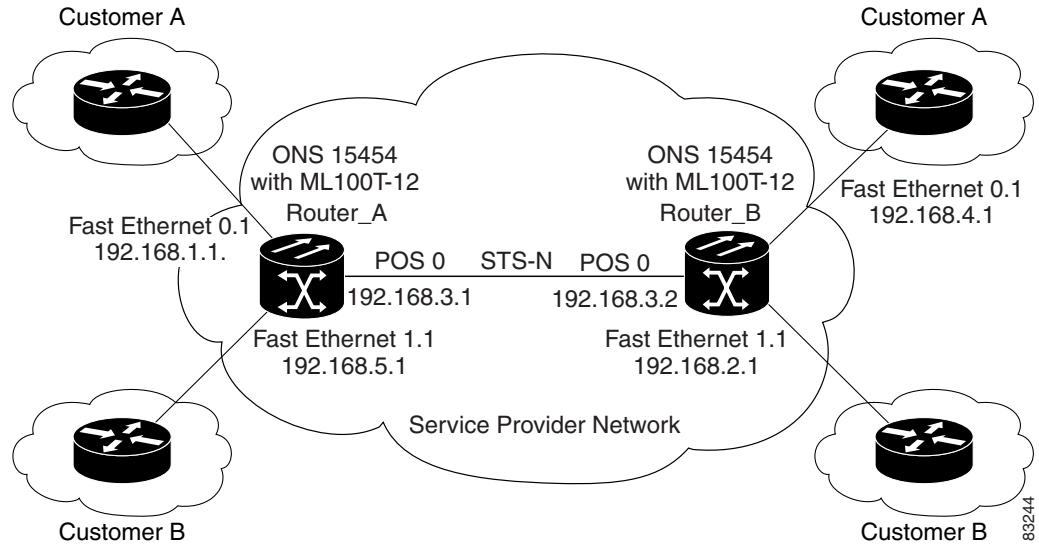 Customer A
Customer A
ONS 15454
with ML100T-12
Router_A
ONS 15454
with ML100T-12
Router_B
Fast Ethernet 0.1
192.168.1.1.
Fast Ethernet 0.1
192.168.4.1
POS 0
STS-N
POS 0
192.168.3.1
192.168.3.2
Fast Ethernet 1.1
192.168.5.1
Fast Ethernet 1.1
192.168.2.1
Service Provider Network
Customer B
Customer B
83244